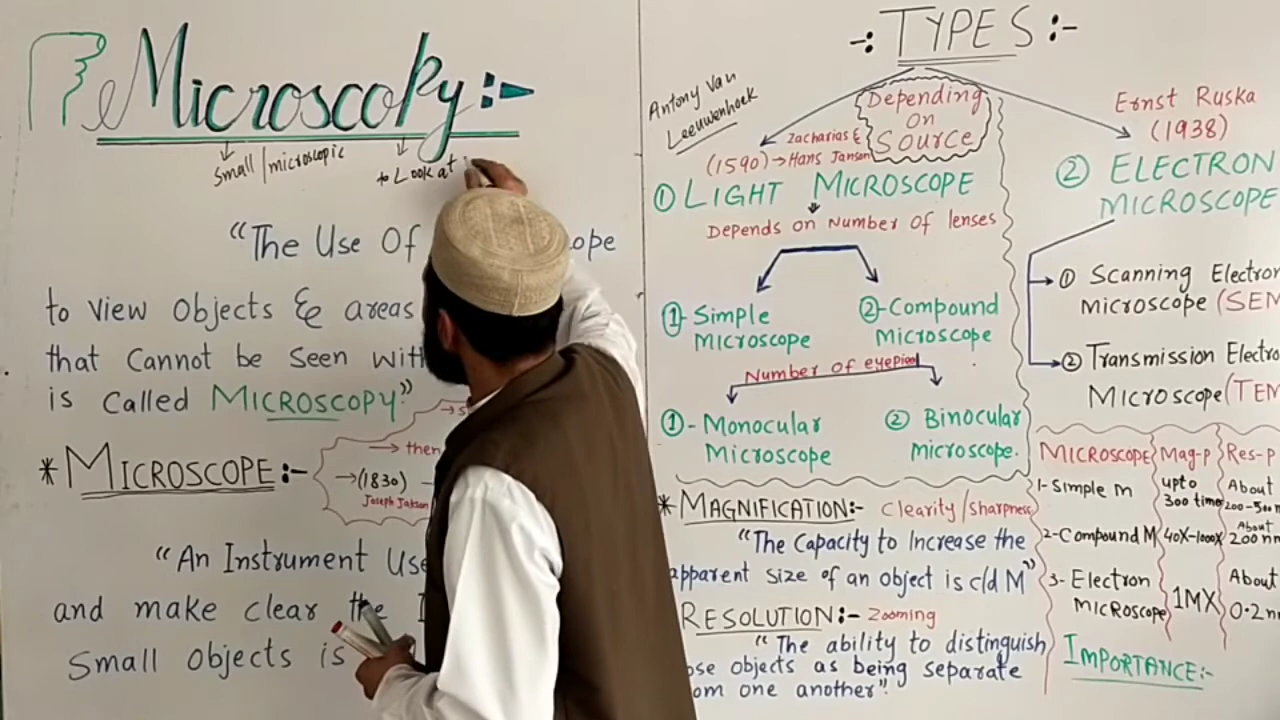 Microscopy :-
Small/microscopic
to Look at
"The Use Of
to view Objects & areas
that Cannot be Seen
is called MICROSCOPY"
* MICROSCOPE:-
→ then
→(1830)
Joseph Jakson
"An Instrument
and make clear the
Small objects is
-: TYPES :-
Depending
On
Source
Antony Van
Leeuwenhoek
Zacharias &
(1590) → Hans Jansan
① LIGHT MICROSCOPE
Depends on Number of lenses
①-Simple
MICROSCOPE
②-Compound
MICROSCOPE
Number of eyepiece
①-Monocular
Microscope
② Binocular
microscope.
Ernst Ruska
(1938)
② ELECTRON
MICROSCOPE
① Scanning Electron
microscope (SEM
② Transmission Electro
Microscope (TEM
* MAGNIFICATION:- Clearity/sharpness
"The Capacity to Increase the
apparent Size of an object is c/d M"
RESOLUTION:- Zooming
"The ability to distinguish
objects as being separate
from one another".
MICROSCOPE Mag-p Res-p
1-Simple m upto 300 times About 200-500
2-Compound M 40X-1000X About 200 nm
3- Electron Microscope 1MX About 0.2 n
IMPORTANCE:-